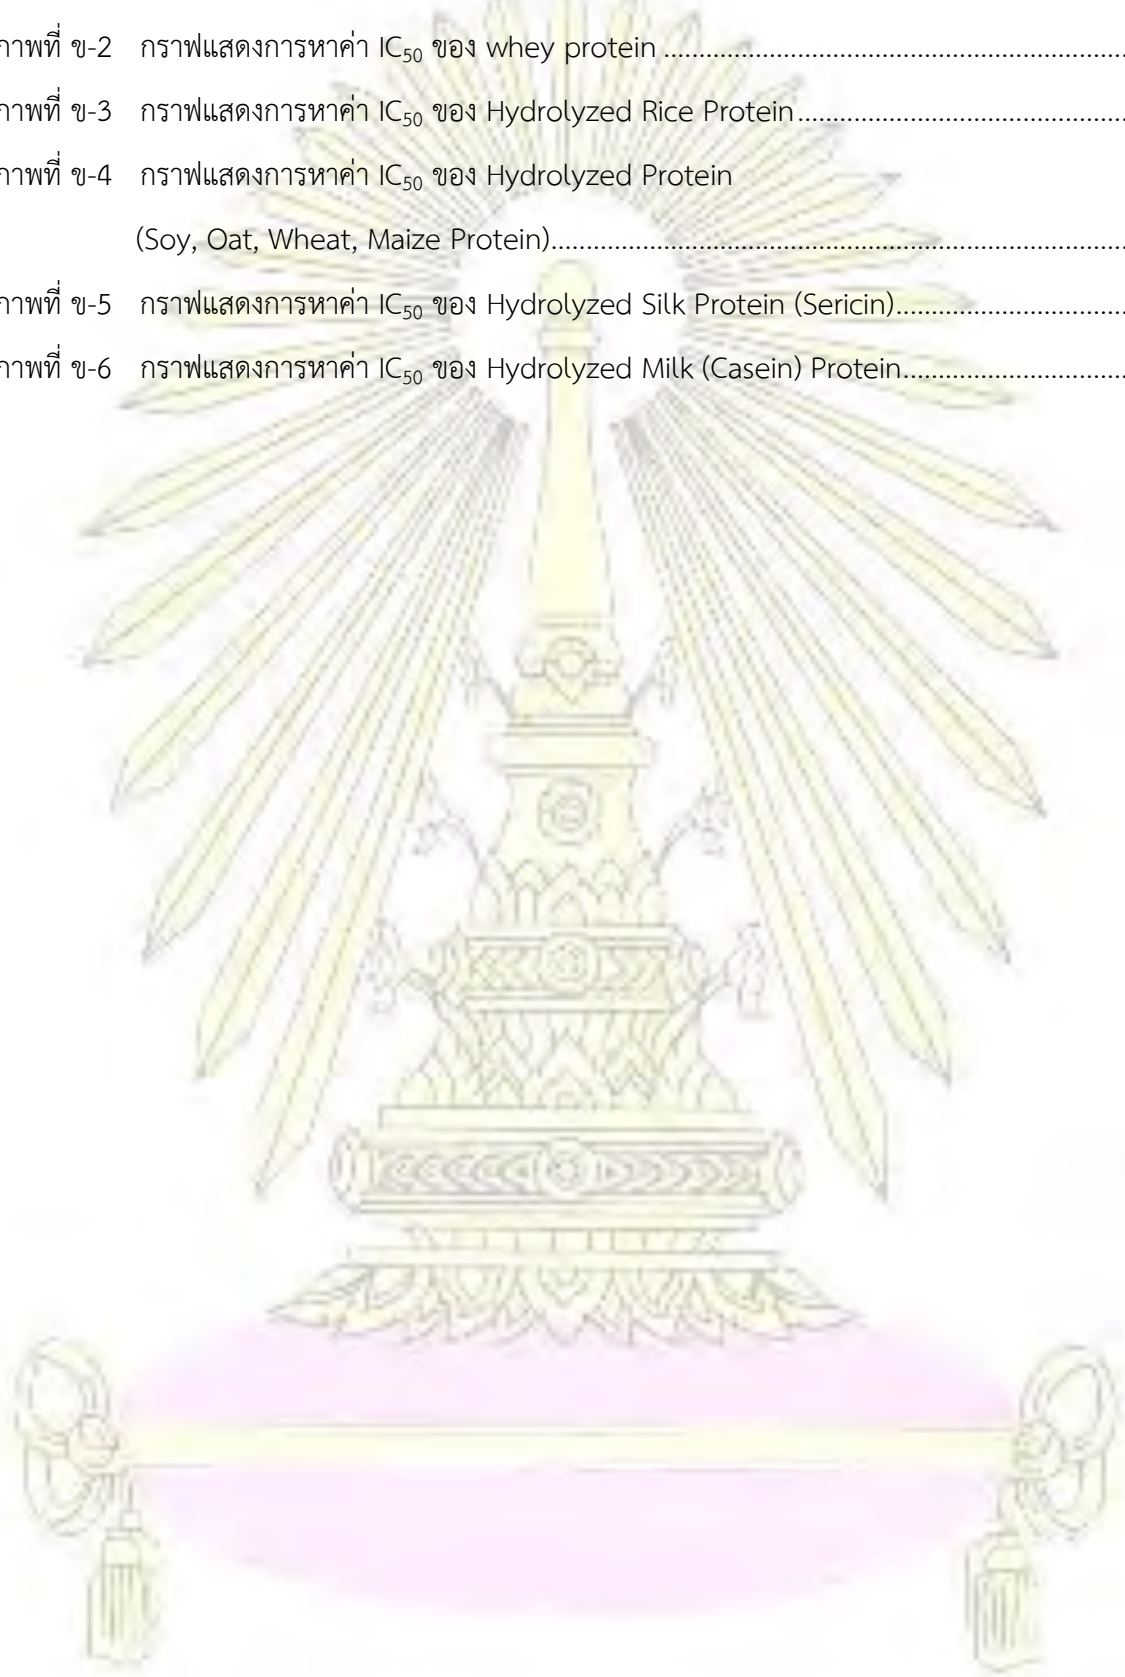 ภาพที่ ข-2 กราฟแสดงการหาค่า IC50 ของ whey protein ........................................................
ภาพที่ ข-3 กราฟแสดงการหาค่า IC50 ของ Hydrolyzed Rice Protein........................................
ภาพที่ ข-4 กราฟแสดงการหาค่า IC50 ของ Hydrolyzed Protein
(Soy, Oat, Wheat, Maize Protein)......................................................................
ภาพที่ ข-5 กราฟแสดงการหาค่า IC50 ของ Hydrolyzed Silk Protein (Sericin)............................
ภาพที่ ข-6 กราฟแสดงการหาค่า IC50 ของ Hydrolyzed Milk (Casein) Protein...........................